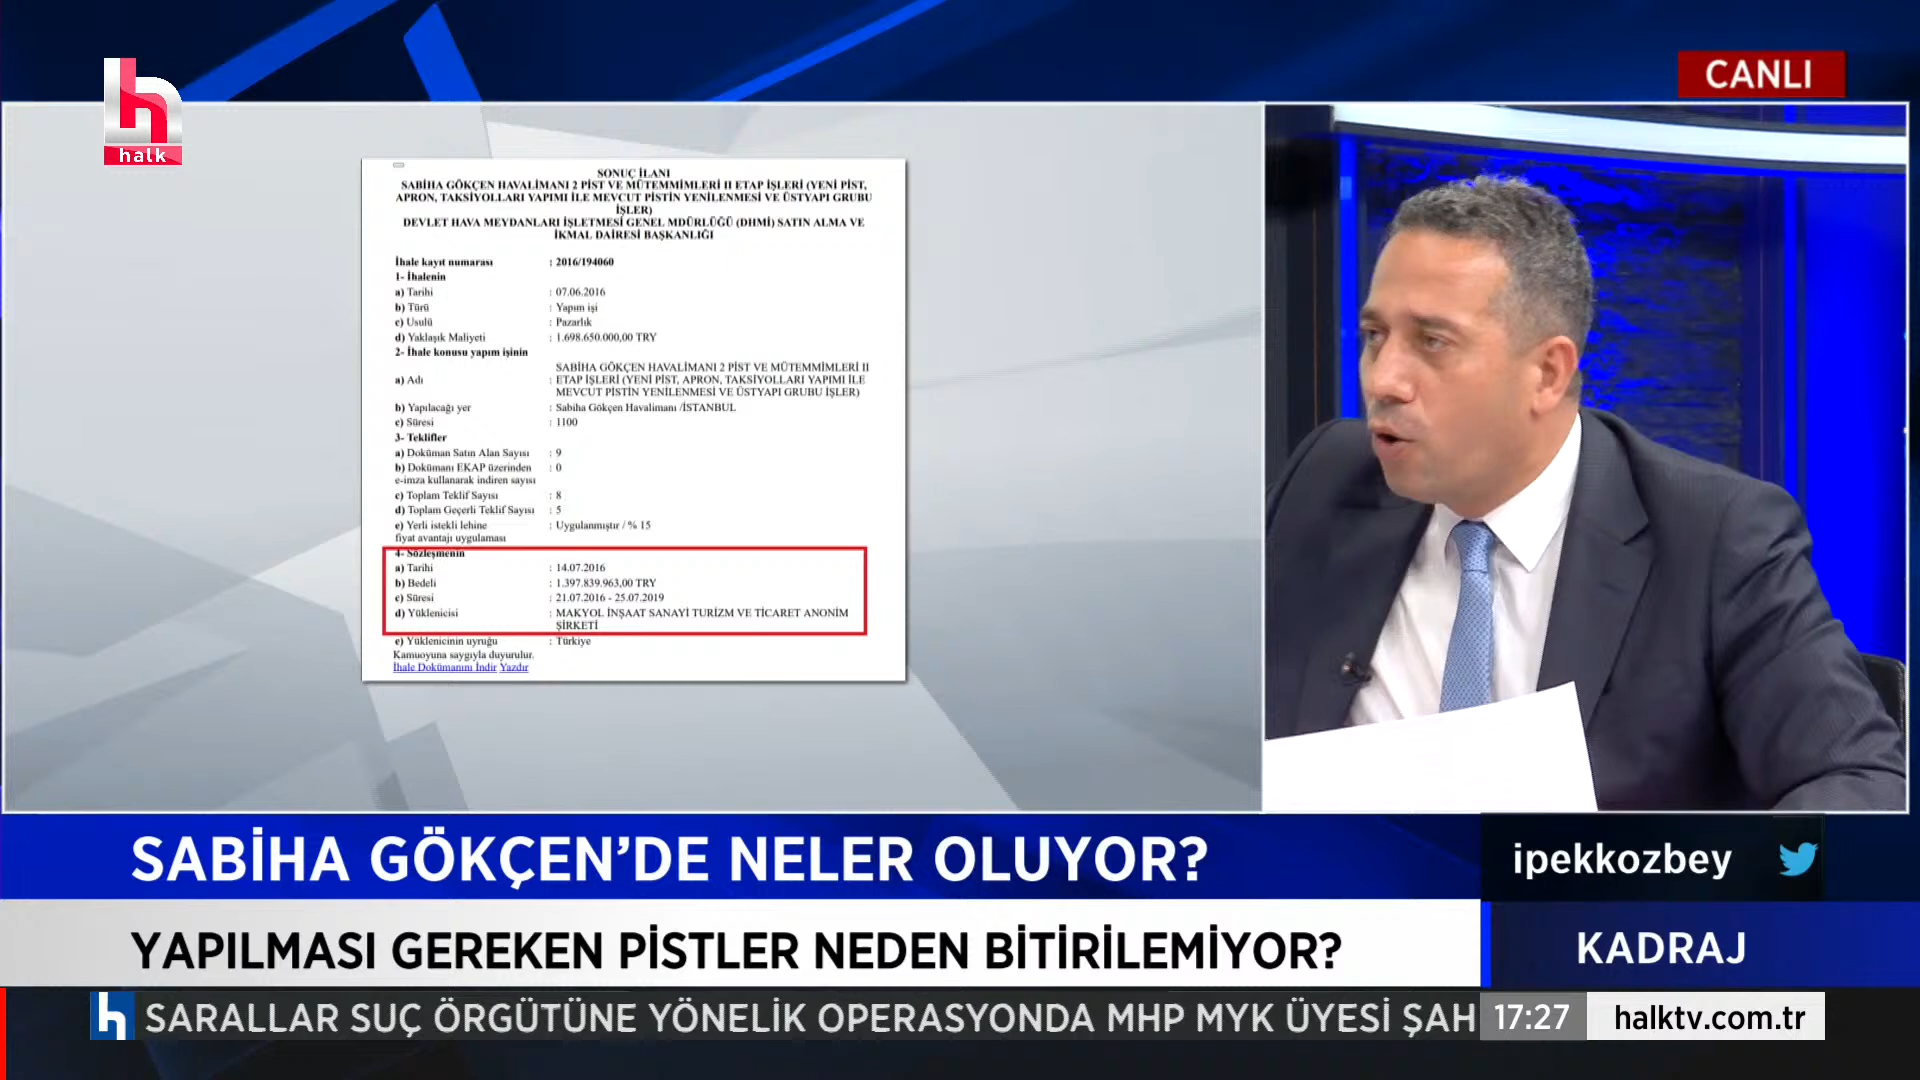 CANLI
h
halk
SONUÇ İLANI
SABİHA GÖKÇEN HAVALİMANI 2 PİST VE MÜTEMMİMLERİ II ETAP İŞLERİ (YENİ PİST,
APRON, TAKSİYOLLARI YAPIMI İLE MEVCUT PİSTİN YENİLENMESİ VE ÜSTYAPI GRUBU
İŞLER)
DEVLET HAVA MEYDANLARI İŞLETMESİ GENEL MDÜRLÜĞÜ (DHMİ) SATIN ALMA VE
İKMAL DAİRESİ BAŞKANLIĞI
İhale kayıt numarası : 2016/194060
1- İhalenin
a) Tarihi : 07.06.2016
b) Türü : Yapım işi
c) Usulü : Pazarlık
d) Yaklaşık Maliyeti : 1.698.650.000,00 TRY
2- İhale konusu yapım işinin
SABİHA GÖKÇEN HAVALİMANI 2 PİST VE MÜTEMMİMLERİ II
a) Adı : ETAP İŞLERİ (YENİ PİST, APRON, TAKSİYOLLARI YAPIMI İLE
MEVCUT PİSTİN YENİLENMESİ VE ÜSTYAPI GRUBU İŞLER)
b) Yapılacağı yer : Sabiha Gökçen Havalimanı /İSTANBUL
c) Süresi : 1100
3- Teklifler
a) Doküman Satın Alan Sayısı : 9
b) Dokümanı EKAP üzerinden : 0
e-imza kullanarak indiren sayısı
c) Toplam Teklif Sayısı : 8
d) Toplam Geçerli Teklif Sayısı : 5
e) Yerli istekli lehine : Uygulanmıştır / % 15
fiyat avantajı uygulaması
4- Sözleşmenin
a) Tarihi : 14.07.2016
b) Bedeli : 1.397.839.963,00 TRY
c) Süresi : 21.07.2016 - 25.07.2019
d) Yüklenicisi : MAKYOL İNŞAAT SANAYİ TURİZM VE TİCARET ANONİM
ŞİRKETİ
e) Yüklenicinin uyruğu : Türkiye
Kamuoyuna saygıyla duyurulur.
İhale Dokümanını İndir Yazdır
SABİHA GÖKÇEN'DE NELER OLUYOR?
ipekkozbey
YAPILMASI GEREKEN PİSTLER NEDEN BİTİRİLEMİYOR?
KADRAJ
h SARALLAR SUÇ ÖRGÜTÜNE YÖNELİK OPERASYONDA MHP MYK ÜYESİ ŞAH
17:27
halktv.com.tr